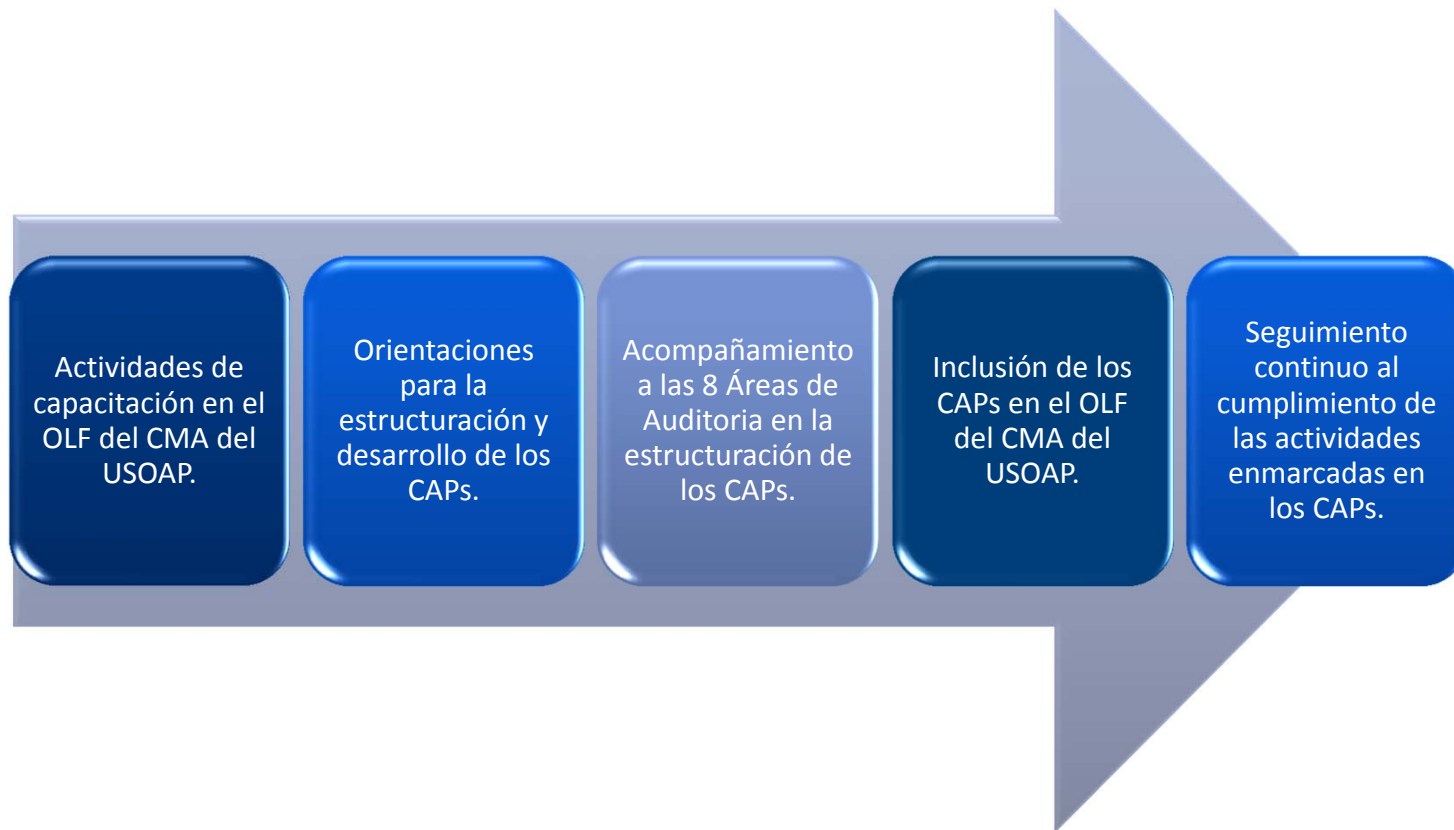 Actividades de
capacitación en el
OLF del CMA del
USOAP.
Orientaciones
para la
estructuración y
desarrollo de los
CAPs.
Acompañamiento
a las 8 Áreas de
Auditoria en la
estructuración de
los CAPs.
Inclusión de los
CAPs en el OLF
del CMA del
USOAP.
Seguimiento
continuo al
cumplimiento de
las actividades
enmarcadas en
los CAPs.